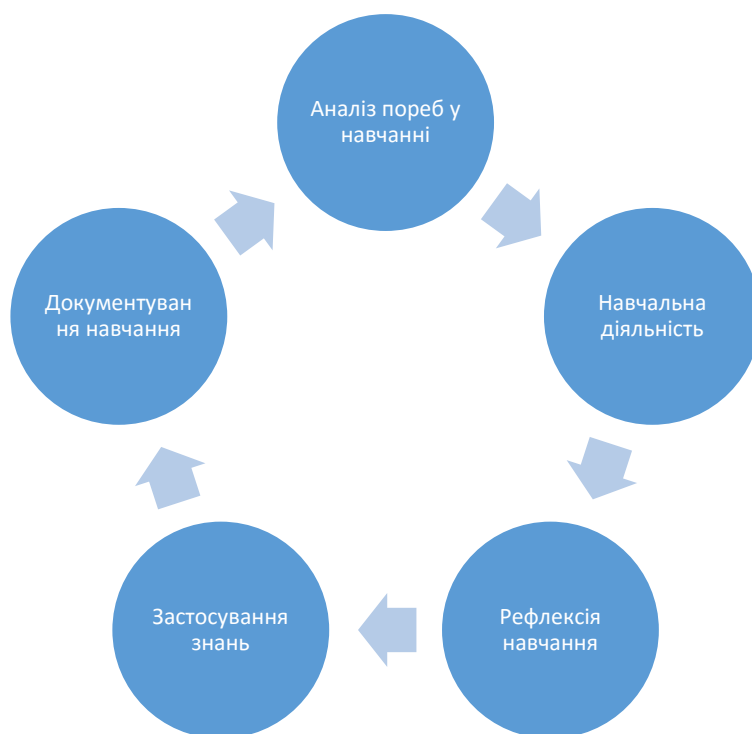 Аналіз пореб у
навчанні
Навчальна
діяльність
Рефлексія
навчання
Застосування
знань
Документуван
ня навчання